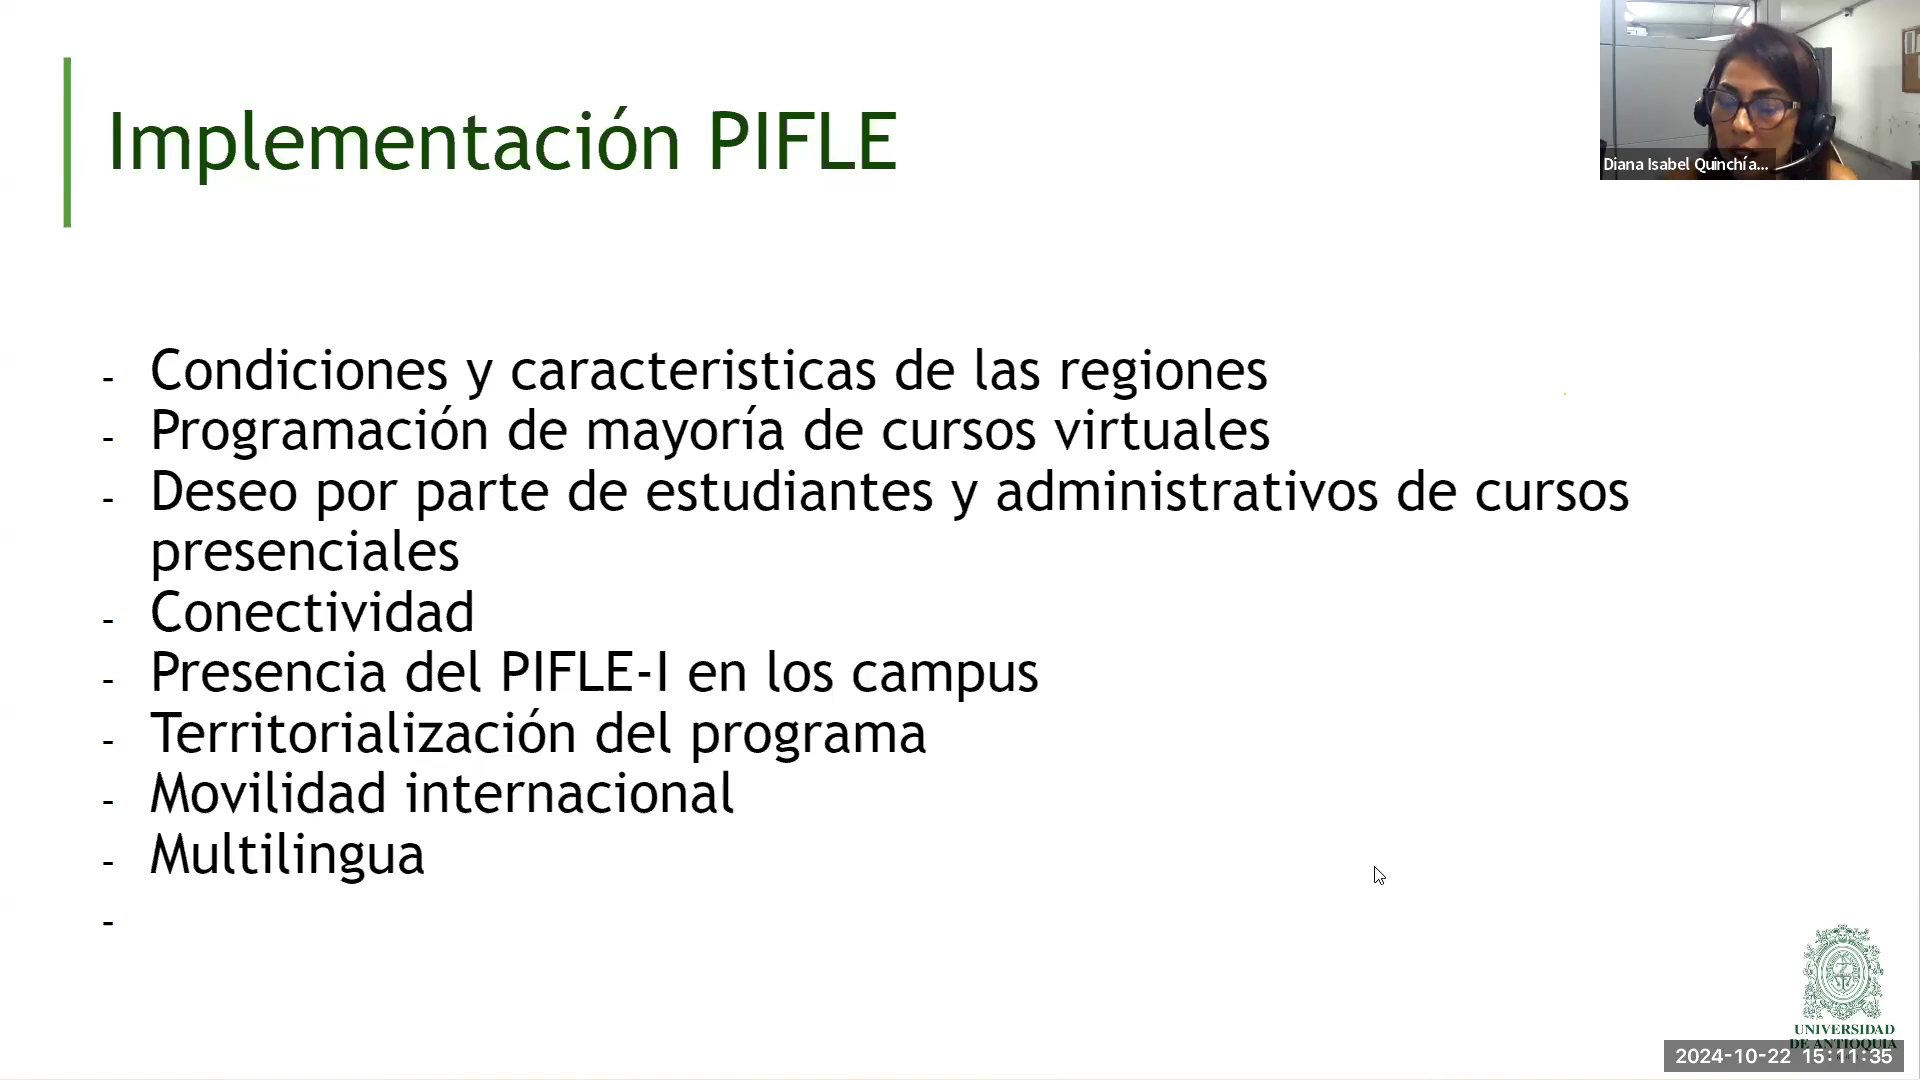 Implementación PIFLE
Diana Isabel Quinchía...
- Condiciones y caracteristicas de las regiones
- Programación de mayoría de cursos virtuales
- Deseo por parte de estudiantes y administrativos de cursos
presenciales
- Conectividad
- Presencia del PIFLE-I en los campus
- Territorialización del programa
- Movilidad internacional
- Multilingua
-
UNIVERSIDAD
DE ANTIOQUIA
2024-10-22 15:11:35